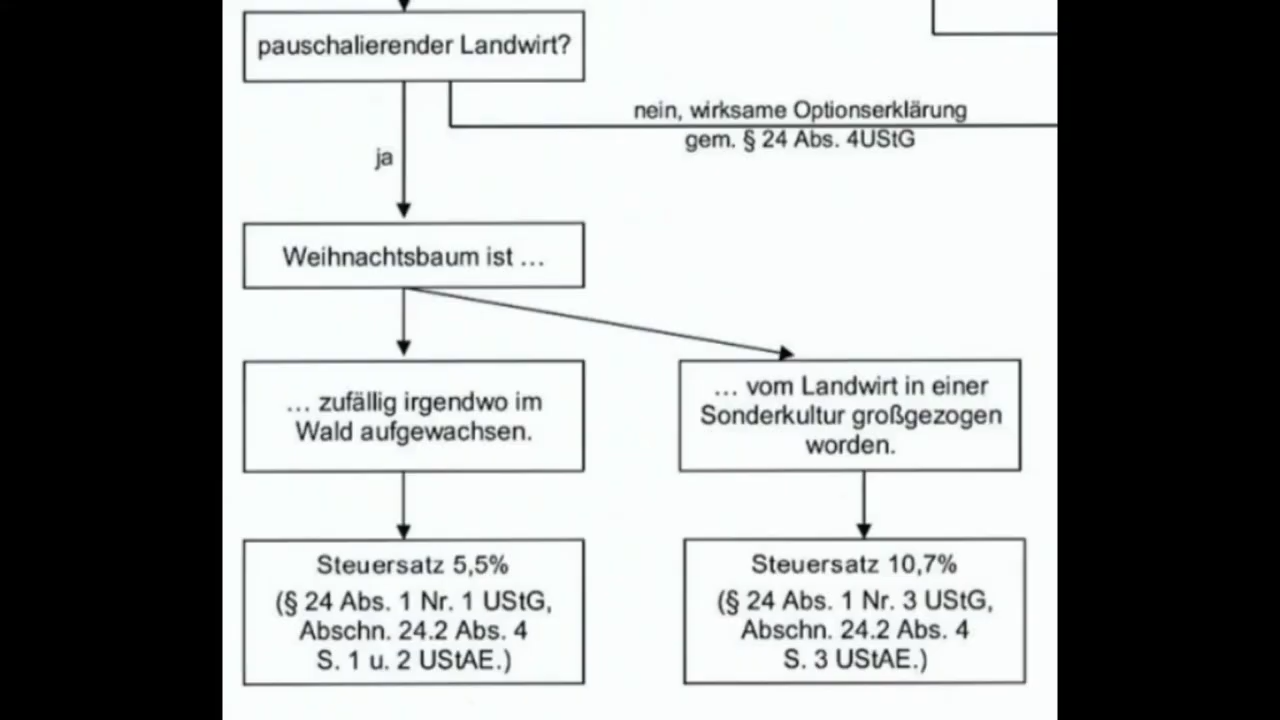 pauschalierender Landwirt?
nein, wirksame Optionserklärung
gem. § 24 Abs. 4UStG
ja
Weihnachtsbaum ist …
… zufällig irgendwo im
Wald aufgewachsen.
… vom Landwirt in einer
Sonderkultur großgezogen
worden.
Steuersatz 5,5%
(§ 24 Abs. 1 Nr. 1 UStG,
Abschn. 24.2 Abs. 4
S. 1 u. 2 UStAE.)
Steuersatz 10,7%
(§ 24 Abs. 1 Nr. 3 UStG,
Abschn. 24.2 Abs. 4
S. 3 UStAE.)